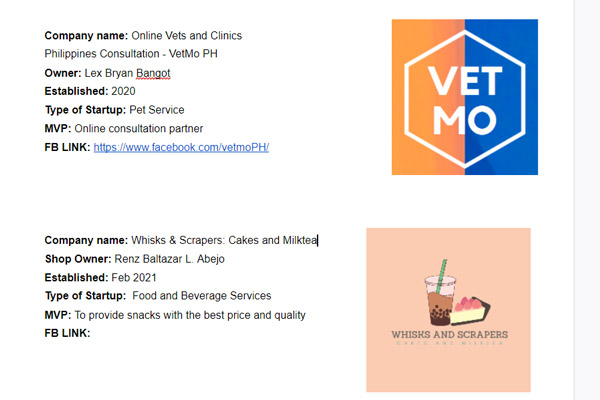 Company name: Online Vets and Clinics
Philippines Consultation - VetMo PH
Owner: Lex Bryan Bangot
Established: 2020
Type of Startup: Pet Service
MVP: Online consultation partner
FB LINK: https://www.facebook.com/vetmoPH/
VET
MO
Company name: Whisks & Scrapers: Cakes and Milktea
Shop Owner: Renz Baltazar L. Abejo
Established: Feb 2021
Type of Startup: Food and Beverage Services
MVP: To provide snacks with the best price and quality
FB LINK:
WHISKS AND SCRAPERS